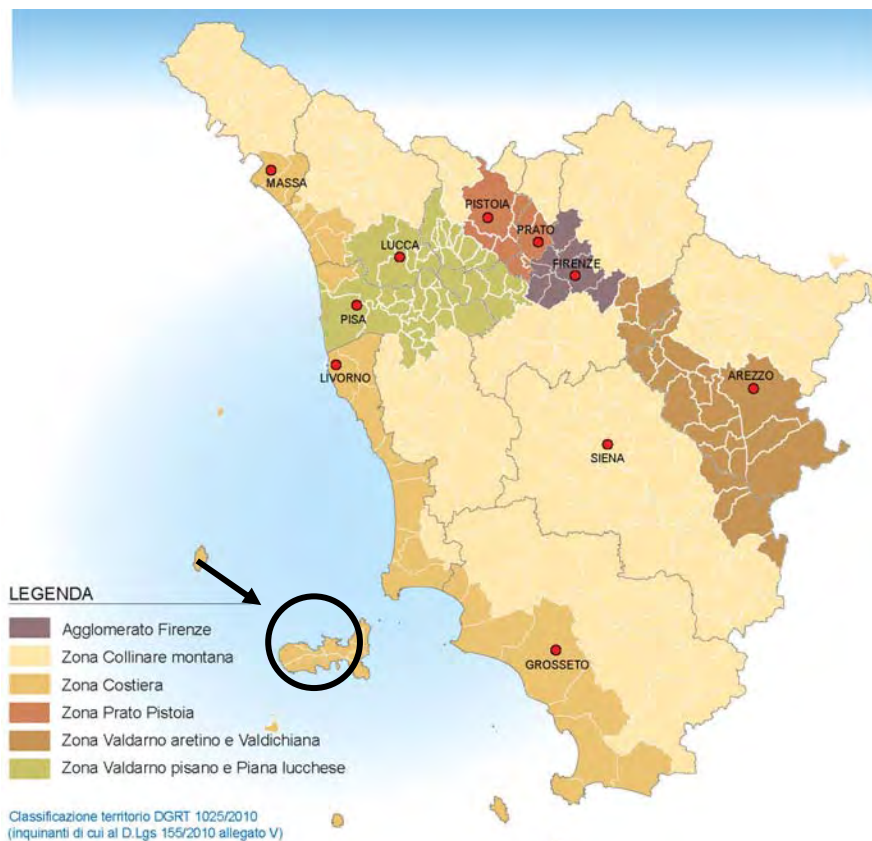 MASSA
PISTOIA
PRATO
LUCCA
FIRENZE
PISA
LIVORNO
AREZZO
SIENA
GROSSETO
LEGENDA
Agglomerato Firenze
Zona Collinare montana
Zona Costiera
Zona Prato Pistoia
Zona Valdarno aretino e Valdichiana
Zona Valdarno pisano e Piana lucchese
Classificazione territorio DGRT 1025/2010
(inquinanti di cui al D.Lgs 155/2010 allegato V)